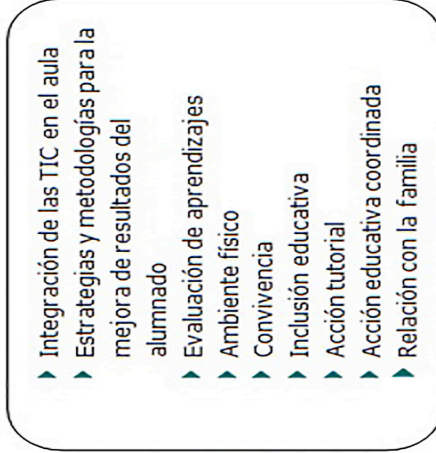 Integración de las TIC en el aula
Estrategias y metodologías para la
mejora de resultados del
alumnado
Evaluación de aprendizajes
Ambiente físico
Convivencia
Inclusión educativa
Acción tutorial
Acción educativa coordinada
Relación con la familia